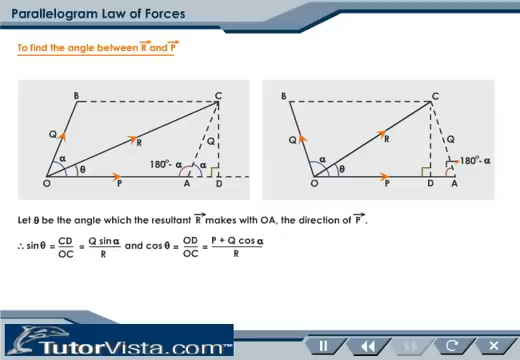 Parallelogram Law of Forces
To find the angle between R and P
B C
Q
R
Q
α θ 180°- α α
O P A D
B C
Q
Q
R
α θ 180°- α
O P D A
Let θ be the angle which the resultant R makes with OA, the direction of P .
∴ sin θ = CD/OC = Q sin α/R and cos θ = OD/OC = P + Q cos α/R
TutorVista.com™